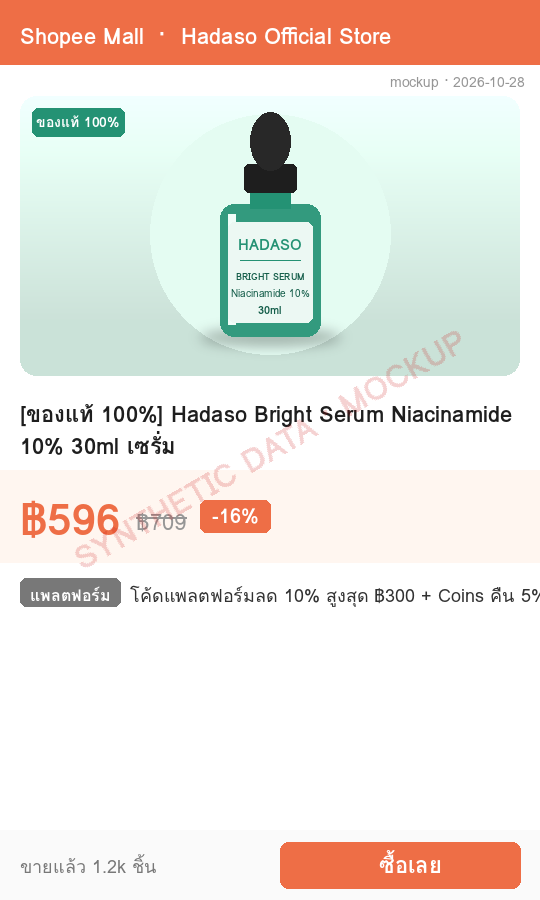 Shopee Mall · Hadaso Official Store
mockup · 2026-10-28
ของแท้ 100%
HADASO
BRIGHT SERUM
Niacinamide 10%
30ml
[ของแท้ 100%] Hadaso Bright Serum Niacinamide
10% 30ml เซรั่ม
฿596 ฿709 -16%
SYNTHETIC DATA · MOCKUP
แพลตฟอร์ม โค้ดแพลตฟอร์มลด 10% สูงสุด ฿300 + Coins คืน 5%
ขายแล้ว 1.2k ชิ้น
ซื้อเลย